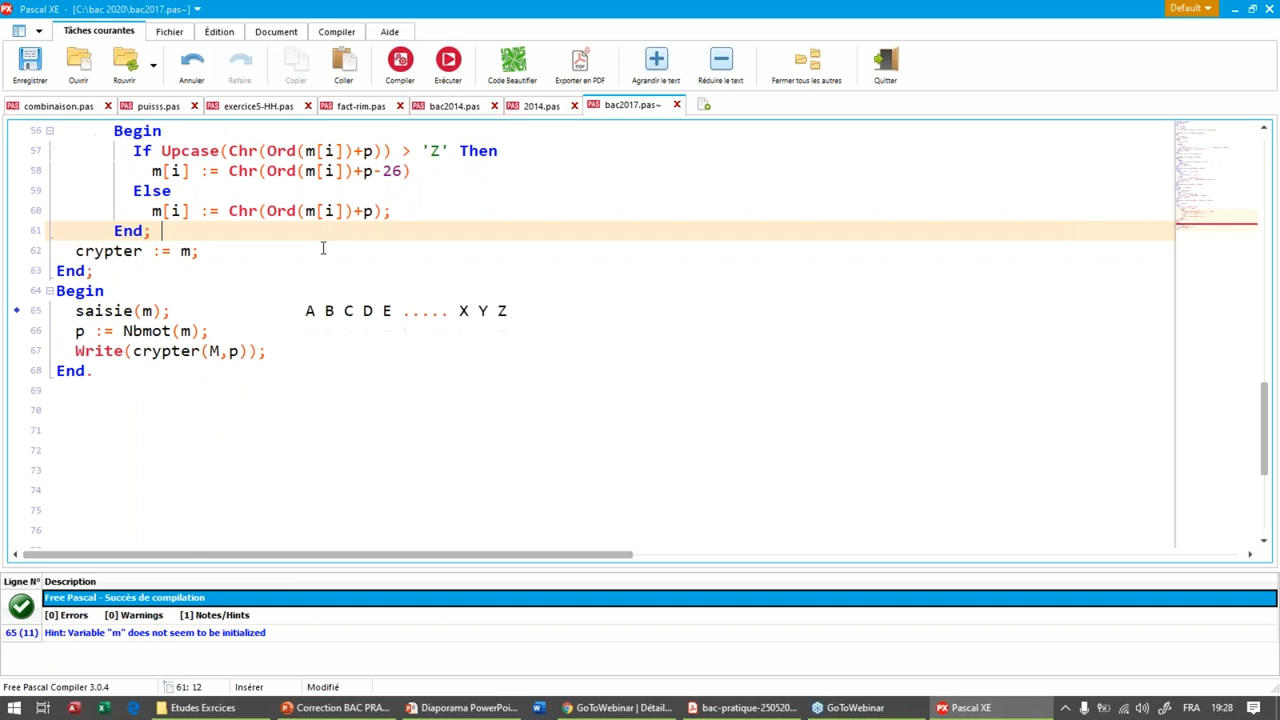 Pascal XE - [C:\bac 2020\bac2017.pas~]
Default
Tâches courantes Fichier Édition Document Compiler Aide
Enregistrer Ouvrir Rouvrir Annuler Refaire Copier Coller Compiler Exécuter Code Beautifier Exporter en PDF Agrandir le text Réduire le text Fermer tous les autres Quitter
combinaison.pas puisss.pas exercice5-HH.pas fact-rim.pas bac2014.pas 2014.pas bac2017.pas~
56 Begin
57 If Upcase(Chr(Ord(m[i])+p)) > 'Z' Then
58 m[i] := Chr(Ord(m[i])+p-26)
59 Else
60 m[i] := Chr(Ord(m[i])+p);
61 End;
62 crypter := m;
63 End;
64 Begin
65 saisie(m); A B C D E ..... X Y Z
66 p := Nbmot(m);
67 Write(crypter(M,p));
68 End.
69
70
71
72
73
74
75
76
Ligne N° Description
Free Pascal - Succès de compilation
[0] Errors [0] Warnings [1] Notes/Hints
65 (11) Hint: Variable "m" does not seem to be initialized
Free Pascal Compiler 3.0.4 61: 12 Insérer Modifié
Etudes Exrcices Correction BAC PRA... Diaporama PowerPoi... GoToWebinar | Détail... bac-pratique-250520... GoToWebinar Pascal XE FRA 19:28